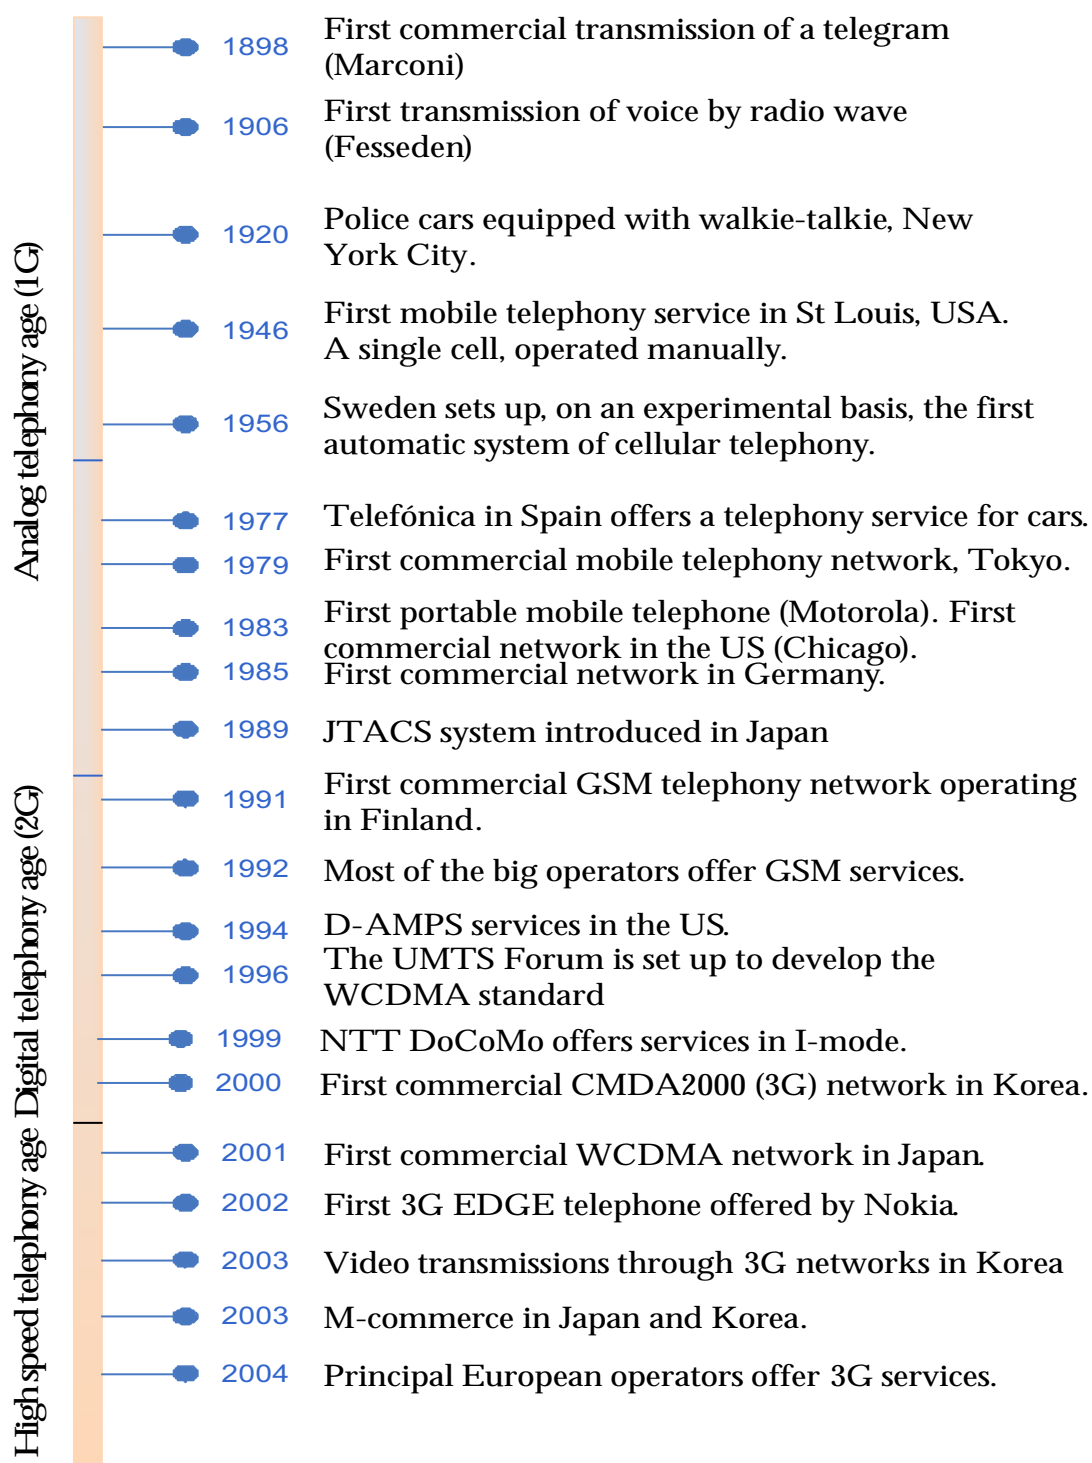 1898 First commercial transmission of a telegram
(Marconi)
1906 First transmission of voice by radio wave
(Fesseden)
1920 Police cars equipped with walkie-talkie, New
York City.
1946 First mobile telephony service in St Louis, USA.
A single cell, operated manually.
1956 Sweden sets up, on an experimental basis, the first
automatic system of cellular telephony.
Analog telephony age (1G)
1977 Telefónica in Spain offers a telephony service for cars.
1979 First commercial mobile telephony network, Tokyo.
1983 First portable mobile telephone (Motorola). First
commercial network in the US (Chicago).
1985 First commercial network in Germany.
1989 JTACS system introduced in Japan
1991 First commercial GSM telephony network operating
in Finland.
1992 Most of the big operators offer GSM services.
1994 D-AMPS services in the US.
1996 The UMTS Forum is set up to develop the
WCDMA standard
1999 NTT DoCoMo offers services in I-mode.
2000 First commercial CMDA2000 (3G) network in Korea.
Digital telephony age (2G)
2001 First commercial WCDMA network in Japan.
2002 First 3G EDGE telephone offered by Nokia.
2003 Video transmissions through 3G networks in Korea
2003 M-commerce in Japan and Korea.
2004 Principal European operators offer 3G services.
High speed telephony age